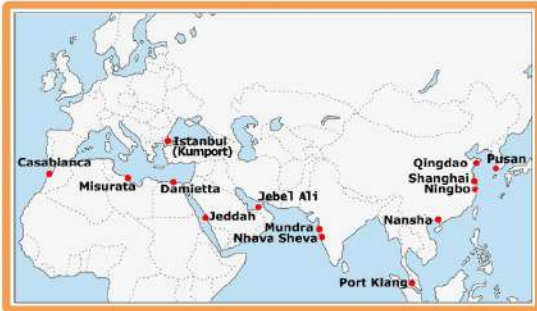 Istanbul
(Kumport)
Casablanca
Misurata
Damietta
Jeddah
Jebel Ali
Mundra
Nhava Sheva
Qingdao
Pusan
Shanghai
Ningbo
Nansha
Port Klang